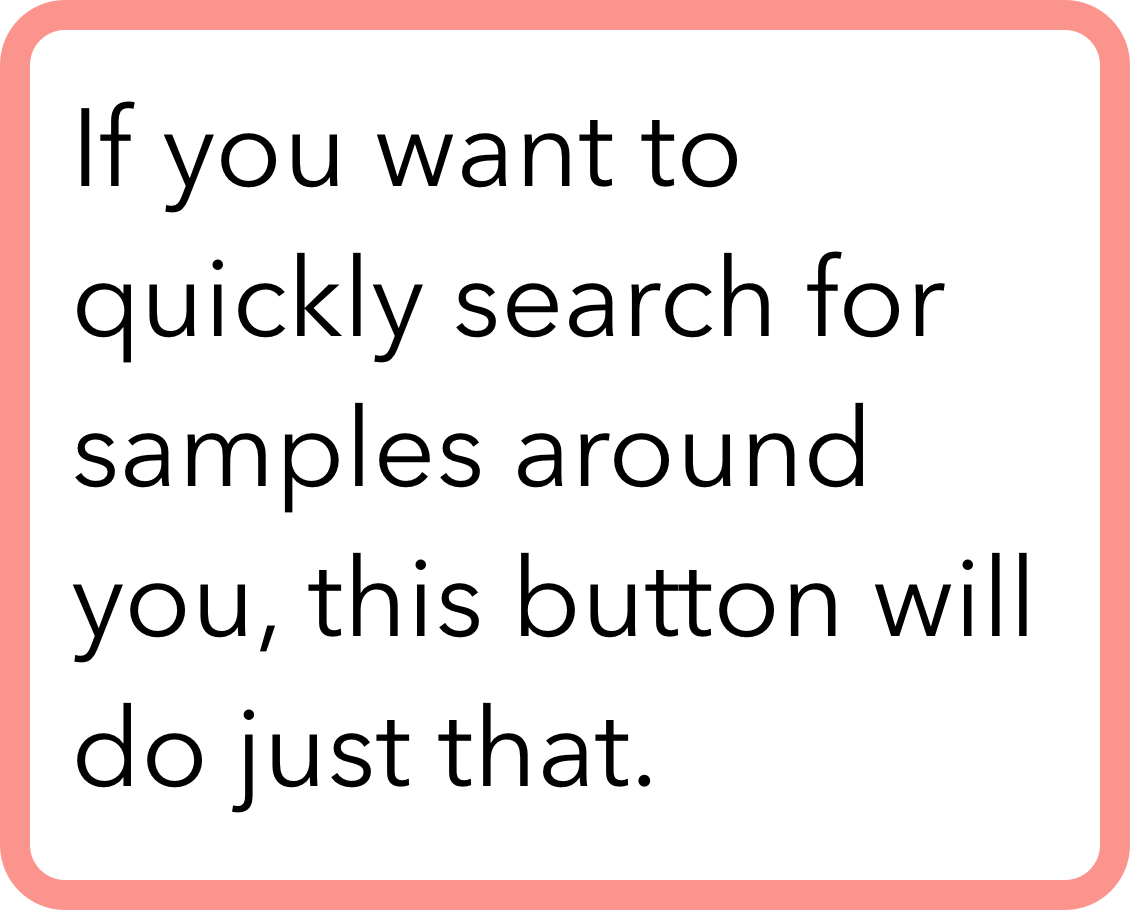 If you want to
quickly search for
samples around
you, this button will
do just that.